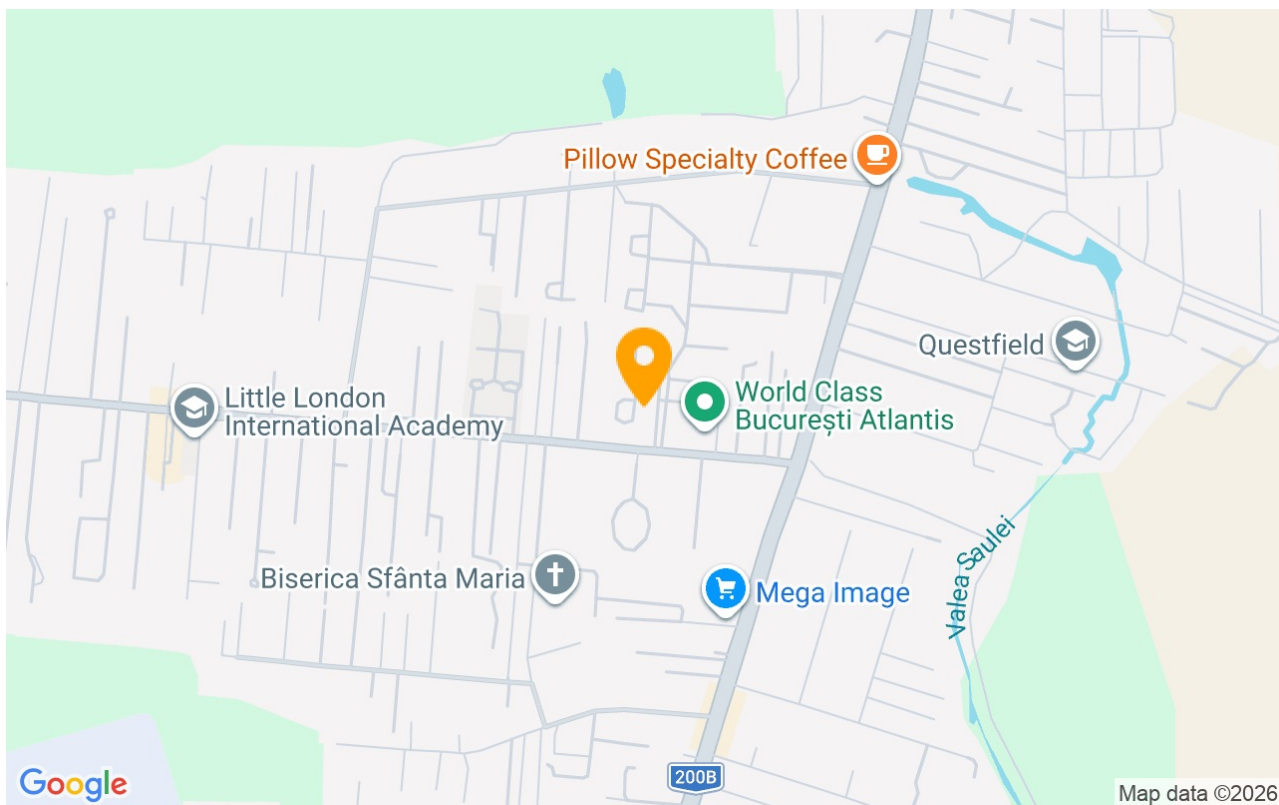 Pillow Specialty Coffee
Questfield
World Class
București Atlantis
Little London
International Academy
Valea Saulei
Biserica Sfânta Maria
Mega Image
200B
Google
Map data ©2026